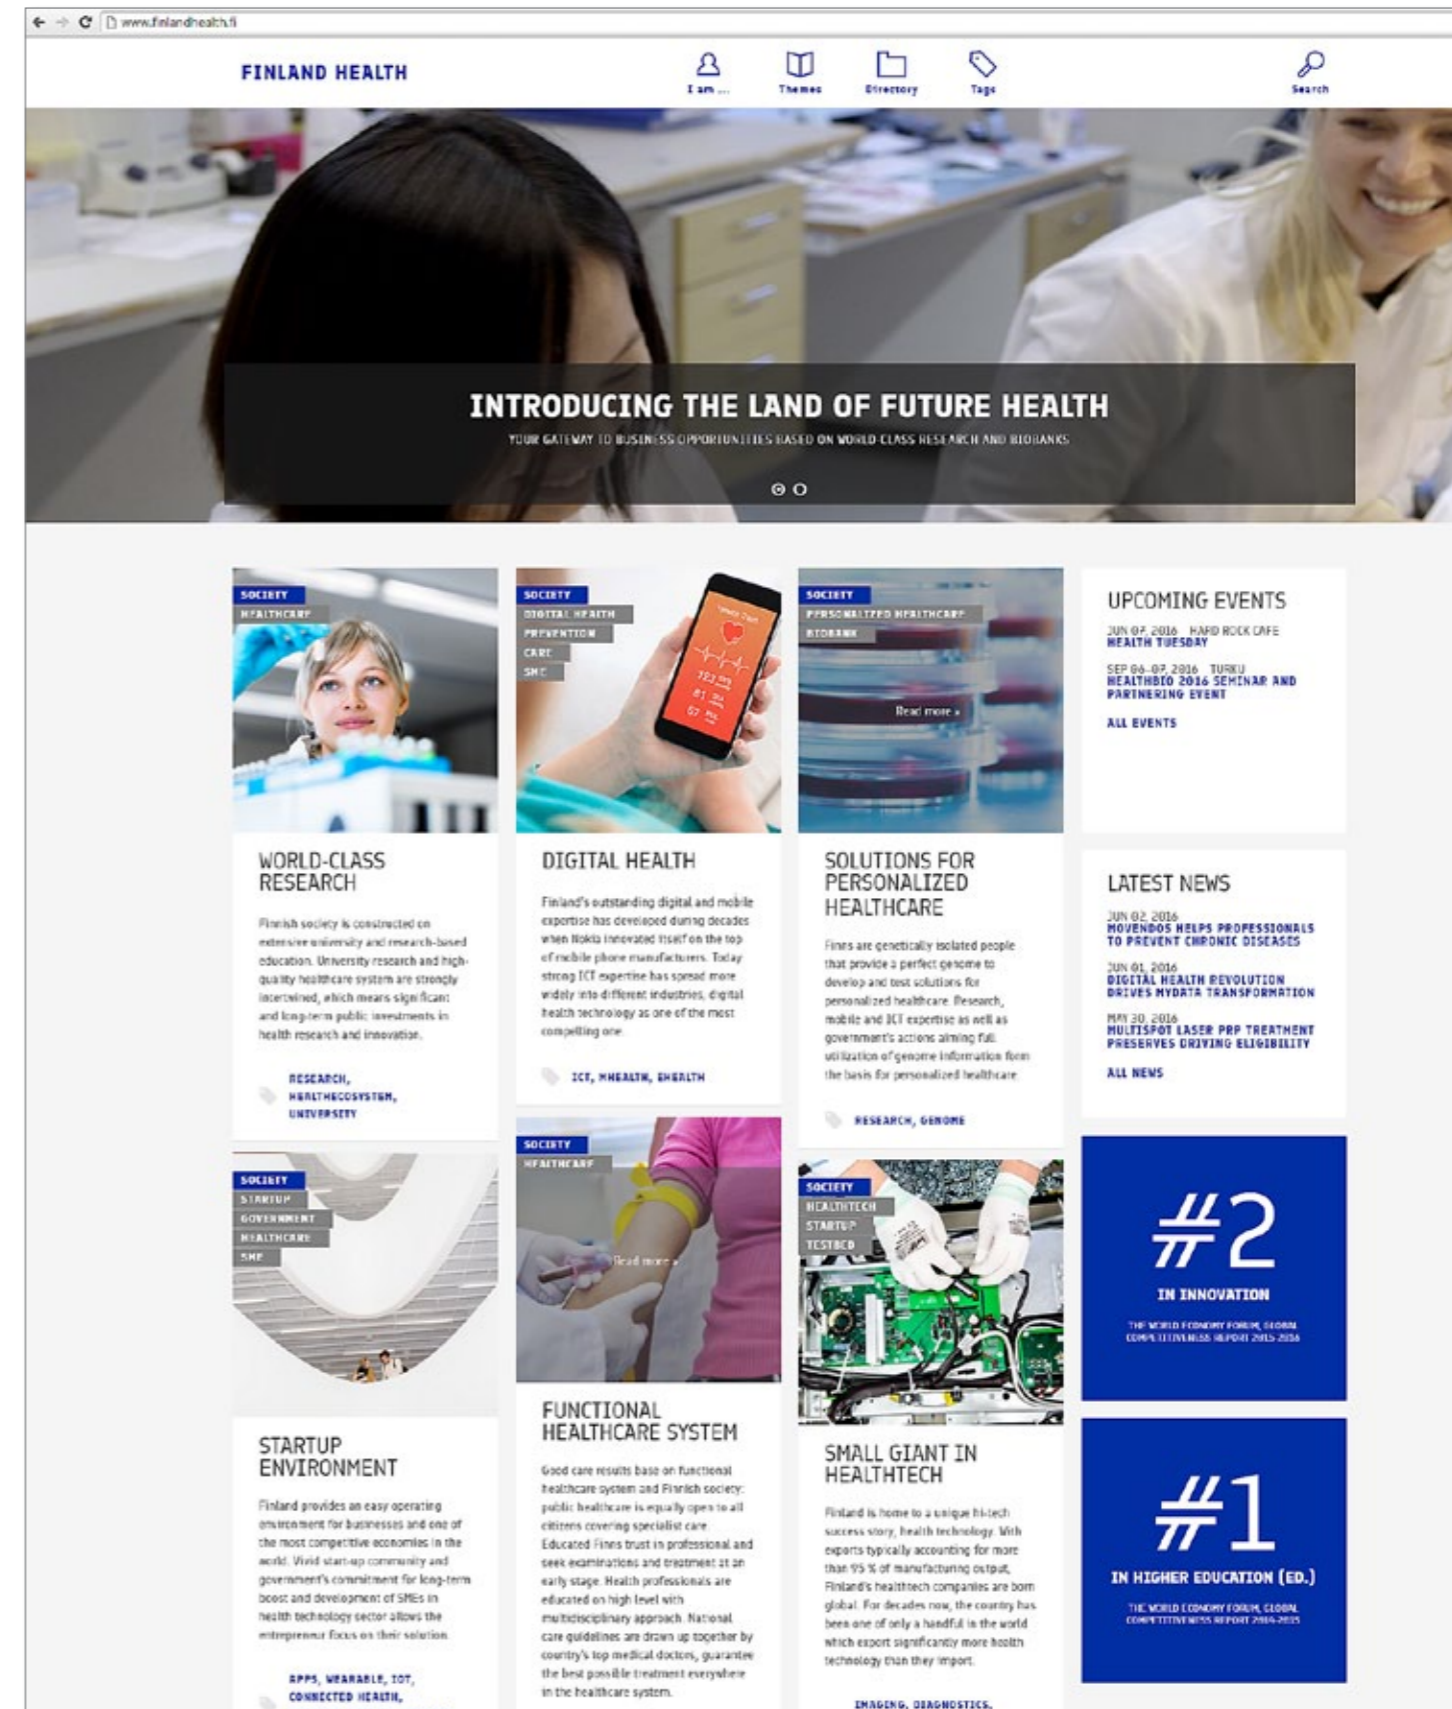 www.finlandhealth.fi
FINLAND HEALTH
I am ...
Themes
Directory
Tags
Search
INTRODUCING THE LAND OF FUTURE HEALTH
YOUR GATEWAY TO BUSINESS OPPORTUNITIES BASED ON WORLD-CLASS RESEARCH AND BIOBANKS
SOCIETY
HEALTHCARE
WORLD-CLASS
RESEARCH
Finnish society is constructed on
extensive university and research-based
education. University research and high-
quality healthcare system are strongly
intertwined, which means significant
and long-term public investments in
health research and innovation.
RESEARCH,
HEALTHECOSYSTEM,
UNIVERSITY
SOCIETY
DIGITAL HEALTH
PREVENTION
CARE
SME
DIGITAL HEALTH
Finland's outstanding digital and mobile
expertise has developed during decades
when Nokia innovated itself on the top
of mobile phone manufacturers. Today
strong ICT expertise has spread more
widely into different industries, digital
health technology as one of the most
compelling one.
ICT, MHEALTH, EHEALTH
SOCIETY
PERSONALIZED HEALTHCARE
BIOBANK
Read more »
SOLUTIONS FOR
PERSONALIZED
HEALTHCARE
Finns are genetically isolated people
that provide a perfect genome to
develop and test solutions for
personalized healthcare. Research,
mobile and ICT expertise as well as
government's actions aiming full
utilization of genome information form
the basis for personalized healthcare
RESEARCH, GENOME
UPCOMING EVENTS
JUN 07, 2016 HARD ROCK CAFE
HEALTH TUESDAY
SEP 06-07, 2016 TURKU
HEALTHBIO 2016 SEMINAR AND
PARTNERING EVENT
ALL EVENTS
LATEST NEWS
JUN 02, 2016
MOVENDOS HELPS PROFESSIONALS
TO PREVENT CHRONIC DISEASES
JUN 01, 2016
DIGITAL HEALTH REVOLUTION
DRIVES MYDATA TRANSFORMATION
MAY 30, 2016
MULTISPOT LASER PRP TREATMENT
PRESERVES DRIVING ELIGIBILITY
ALL NEWS
SOCIETY
STARTUP
GOVERNMENT
HEALTHCARE
SME
STARTUP
ENVIRONMENT
Finland provides an easy operating
environment for businesses and one of
the most competitive economies in the
world. Vivid start-up community and
government's commitment for long-term
boost and development of SMEs in
health technology sector allows the
entrepreneur focus on their solution.
APPS, WEARABLE, IOT,
CONNECTED HEALTH,
SOCIETY
HEALTHCARE
Read more »
FUNCTIONAL
HEALTHCARE SYSTEM
Good care results base on functional
healthcare system and Finnish society:
public healthcare is equally open to all
citizens covering specialist care.
Educated Finns trust in professional and
seek examinations and treatment at an
early stage. Health professionals are
educated on high level with
multidisciplinary approach. National
care guidelines are drawn up together by
country's top medical doctors, guarantee
the best possible treatment everywhere
in the healthcare system.
SOCIETY
HEALTHTECH
STARTUP
TESTBED
SMALL GIANT IN
HEALTHTECH
Finland is home to a unique hi-tech
success story, health technology. With
exports typically accounting for more
than 95 % of manufacturing output,
Finland's healthtech companies are born
global. For decades now, the country has
been one of only a handful in the world
which export significantly more health
technology than they import.
IMAGING, DIAGNOSTICS,
#2
IN INNOVATION
THE WORLD ECONOMY FORUM, GLOBAL
COMPETITIVENESS REPORT 2015-2016
#1
IN HIGHER EDUCATION (ED.)
THE WORLD ECONOMY FORUM, GLOBAL
COMPETITIVENESS REPORT 2014-2015